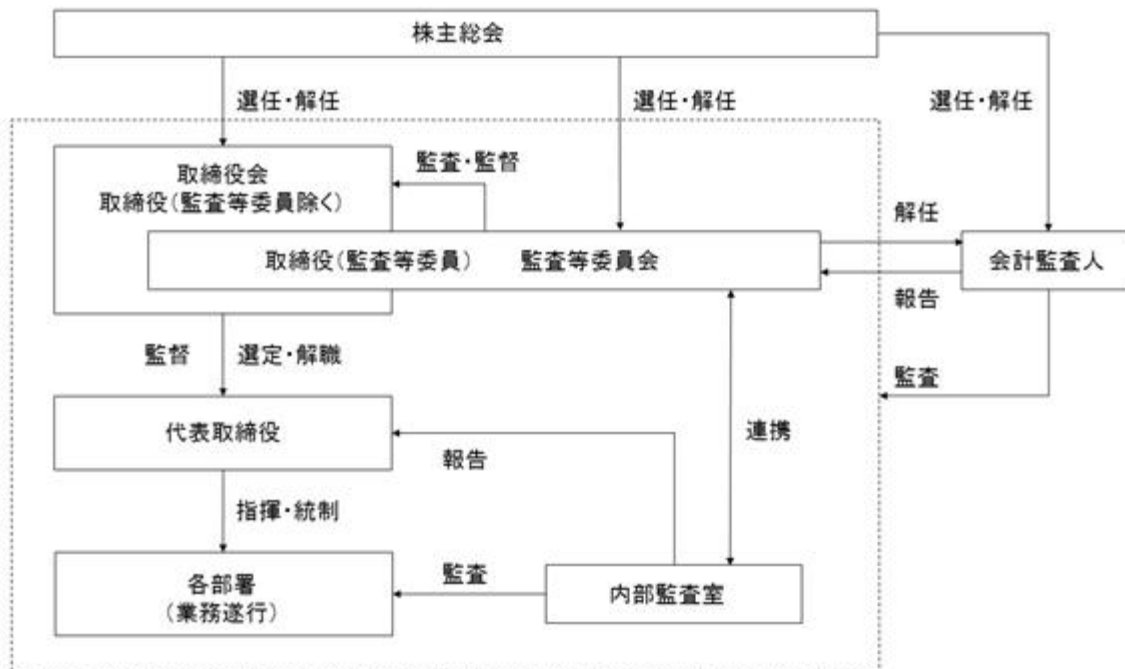 株主総会
選任・解任
選任・解任
選任・解任
取締役会
取締役(監査等委員除く)
監査・監督
取締役(監査等委員)
監査等委員会
解任
会計監査人
報告
監督
選定・解職
監査
代表取締役
報告
連携
指揮・統制
各部署
(業務遂行)
監査
内部監査室